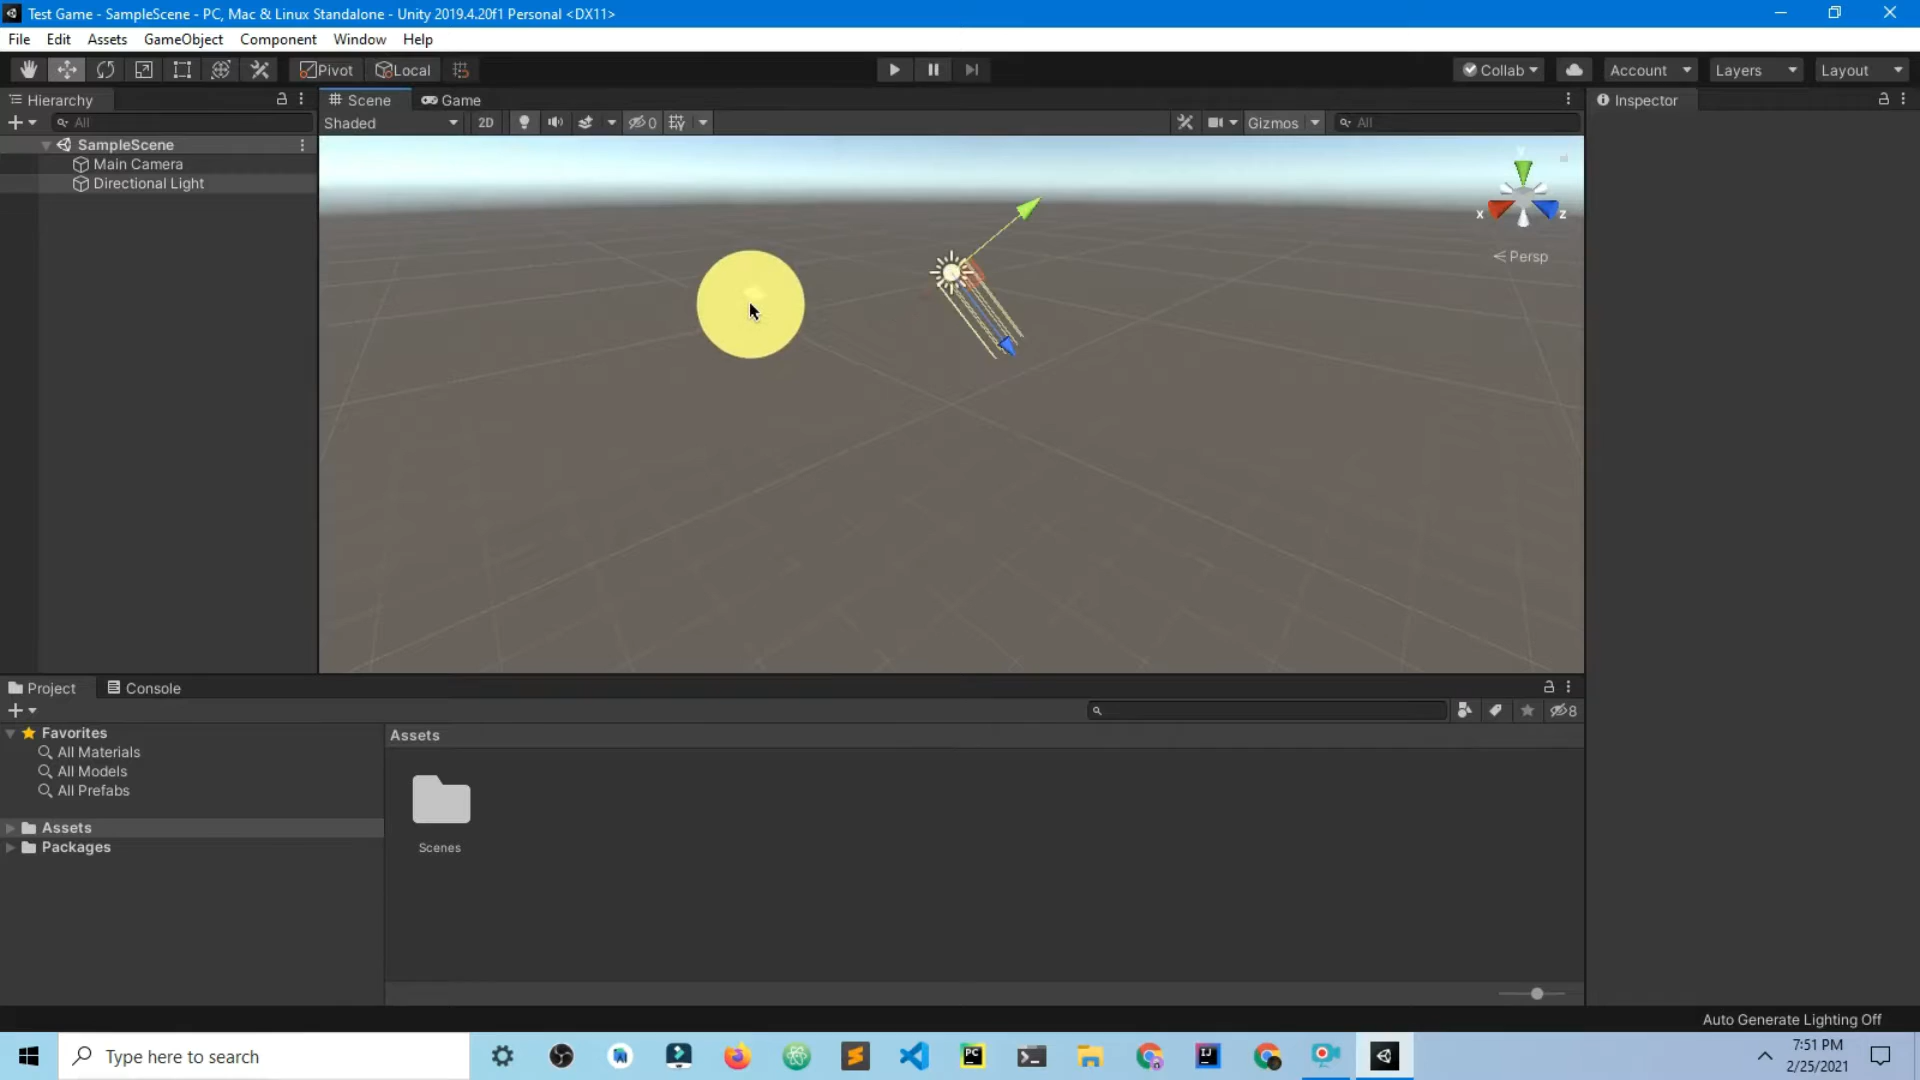 Test Game - SampleScene - PC, Mac & Linux Standalone - Unity 2019.4.20f1 Personal <DX11>
File Edit Assets GameObject Component Window Help
Pivot Local Collab Account Layers Layout
Hierarchy
Scene Game
Inspector
All
Shaded 2D 0 Gizmos All
SampleScene
Main Camera
Directional Light
y
x z
Persp
Project Console
8
Favorites
All Materials
All Models
All Prefabs
Assets
Packages
Assets
Scenes
Auto Generate Lighting Off
Type here to search
PC
IJ
7:51 PM
2/25/2021